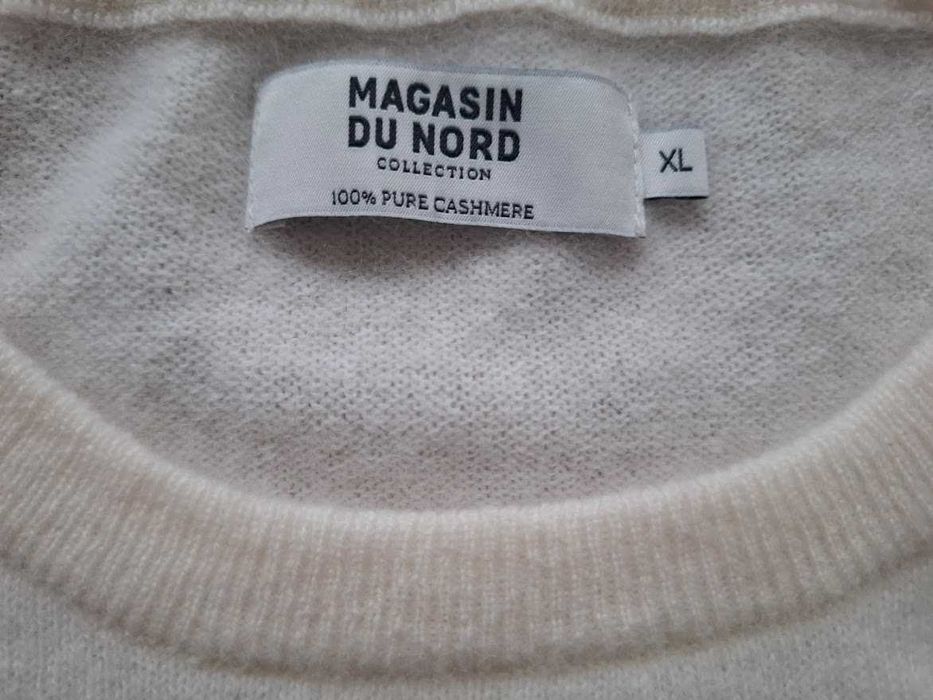 MAGASIN
DU NORD
COLLECTION
100% PURE CASHMERE
XL